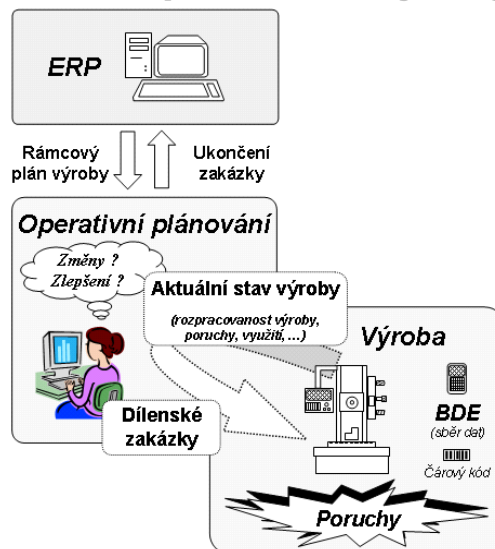 ERP
Rámcový
plán výroby
Ukončení
zakázky
Operativní plánování
Změny ?
Zlepšení ?
Aktuální stav výroby
(rozpracovanost výroby,
poruchy, využití, ...)
Výroba
BDE
(sběr dat)
Čárový kód
Dílenské
zakázky
Poruchy